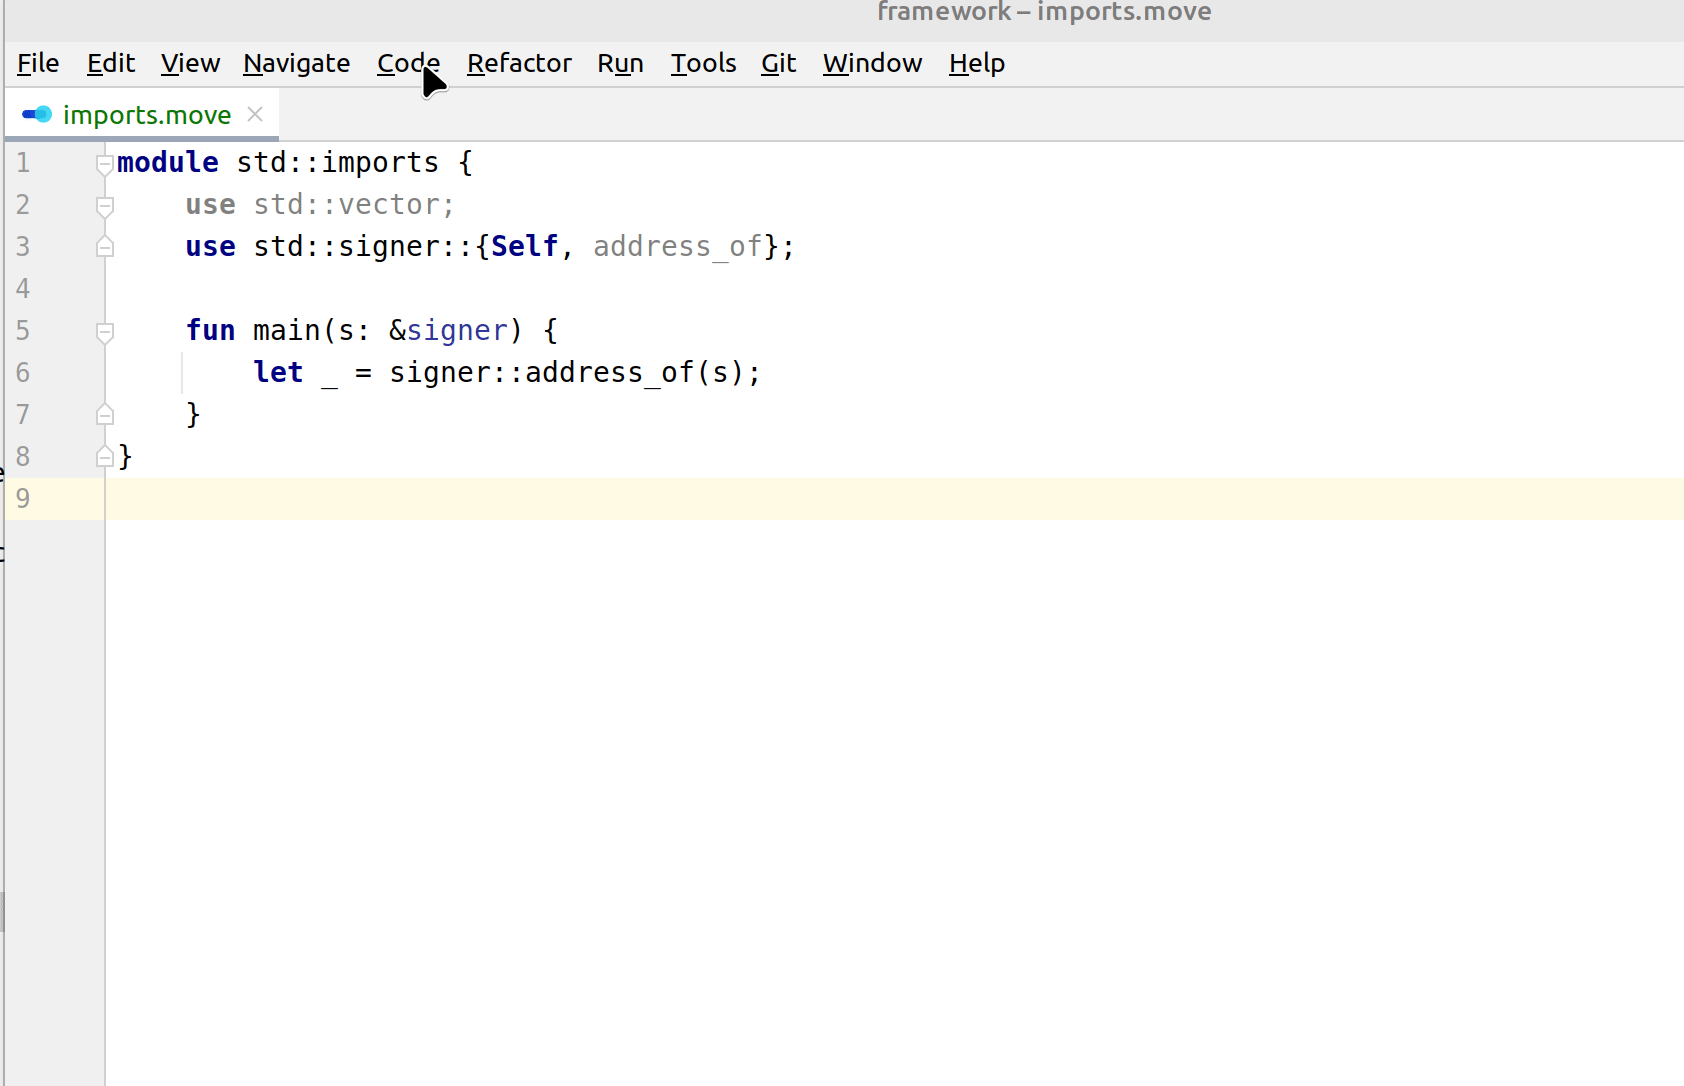 framework – imports.move
File Edit View Navigate Code Refactor Run Tools Git Window Help
imports.move
1 module std::imports {
2     use std::vector;
3     use std::signer::{Self, address_of};
4
5     fun main(s: &signer) {
6         let _ = signer::address_of(s);
7     }
8 }
9